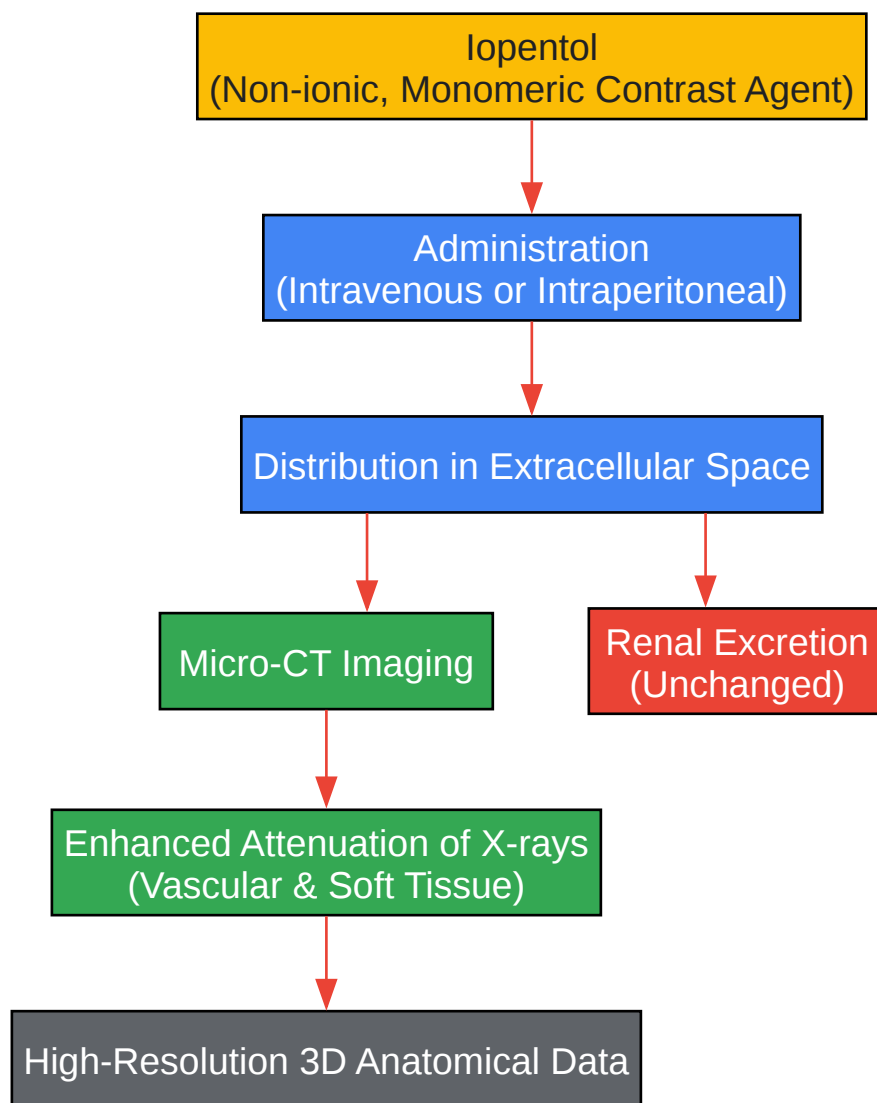 Iopentol
(Non-ionic, Monomeric Contrast Agent)
Administration
(Intravenous or Intraperitoneal)
Distribution in Extracellular Space
Micro-CT Imaging
Renal Excretion
(Unchanged)
Enhanced Attenuation of X-rays
(Vascular & Soft Tissue)
High-Resolution 3D Anatomical Data